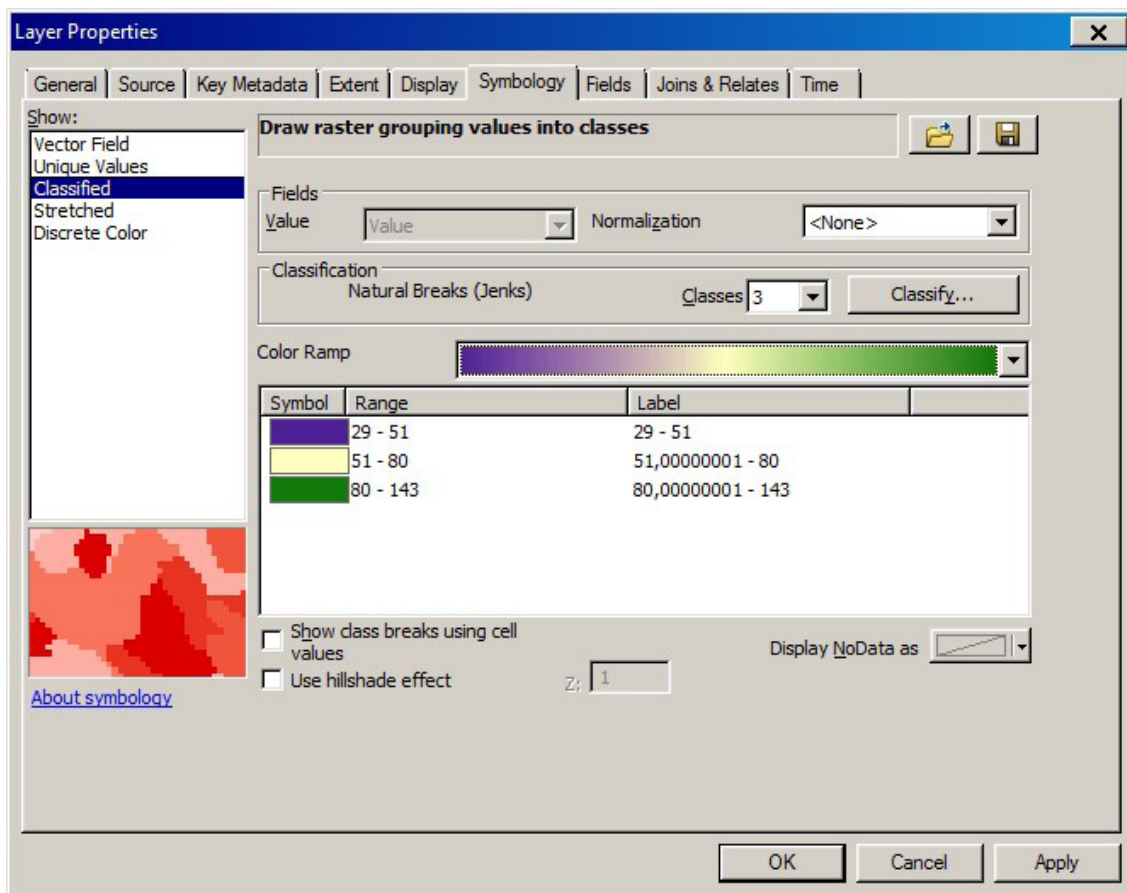 Layer Properties
General Source Key Metadata Extent Display Symbology Fields Joins & Relates Time
Show:
Vector Field
Unique Values
Classified
Stretched
Discrete Color
About symbology
Draw raster grouping values into classes
Fields
Value Value Normalization <None>
Classification
Natural Breaks (Jenks) Classes 3 Classify...
Color Ramp
Symbol Range Label
29 - 51 29 - 51
51 - 80 51,00000001 - 80
80 - 143 80,00000001 - 143
Show class breaks using cell
values
Display NoData as
Use hillshade effect Z: 1
OK Cancel Apply